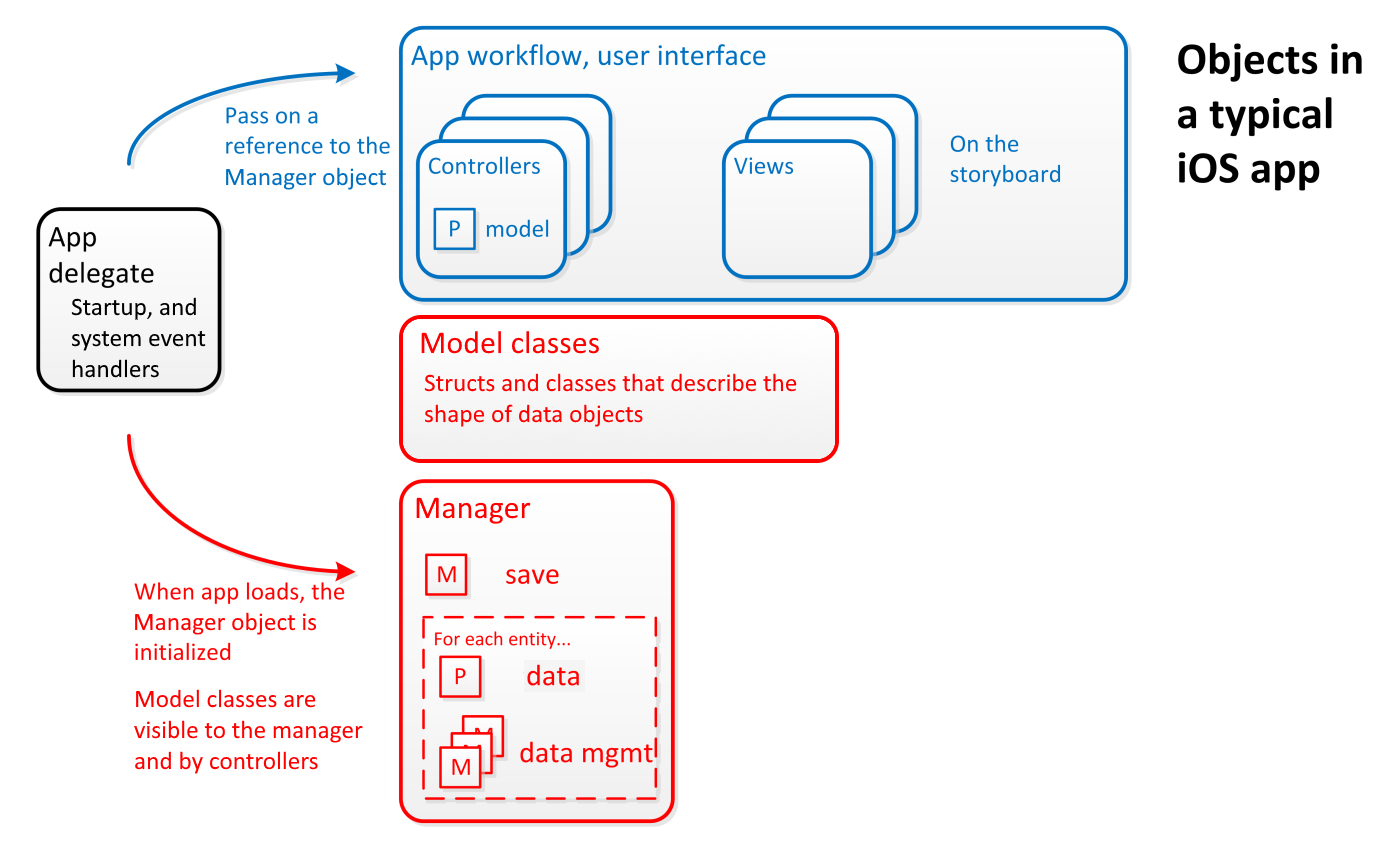 Objects in
a typical
iOS app
App workflow, user interface
Pass on a
reference to the
Manager object
Controllers
P model
Views
On the
storyboard
App
delegate
Startup, and
system event
handlers
Model classes
Structs and classes that describe the
shape of data objects
When app loads, the
Manager object is
initialized
Model classes are
visible to the manager
and by controllers
Manager
M save
For each entity...
P data
M
M
M data mgmt